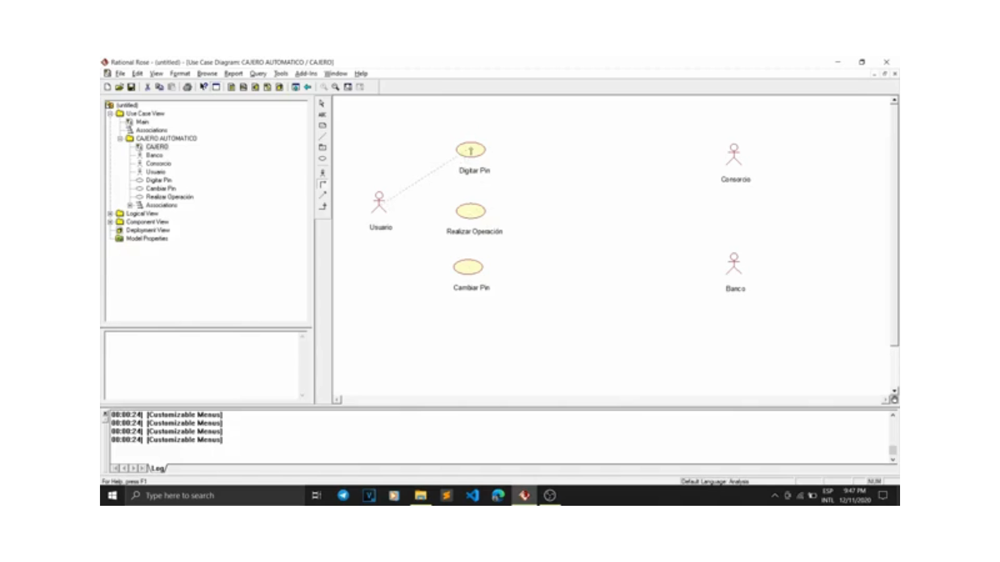 Rational Rose - (untitled) - [Use Case Diagram: CAJERO AUTOMATICO / CAJERO]
File Edit View Format Browse Report Query Tools Add-Ins Window Help
(untitled)
Use Case View
Main
Associations
CAJERO AUTOMATICO
CAJERO
Banco
Consorcio
Usuario
Digitar Pin
Cambiar Pin
Realizar Operación
Associations
Logical View
Component View
Deployment View
Model Properties
ABC
Digitar Pin
Consorcio
Usuario
Realizar Operación
Cambiar Pin
Banco
00:00:24| [Customizable Menus]
00:00:24| [Customizable Menus]
00:00:24| [Customizable Menus]
00:00:24| [Customizable Menus]
Log
For Help, press F1
Default Language: Analysis
NUM
Type here to search
ESP
INTL
9:47 PM
12/11/2020